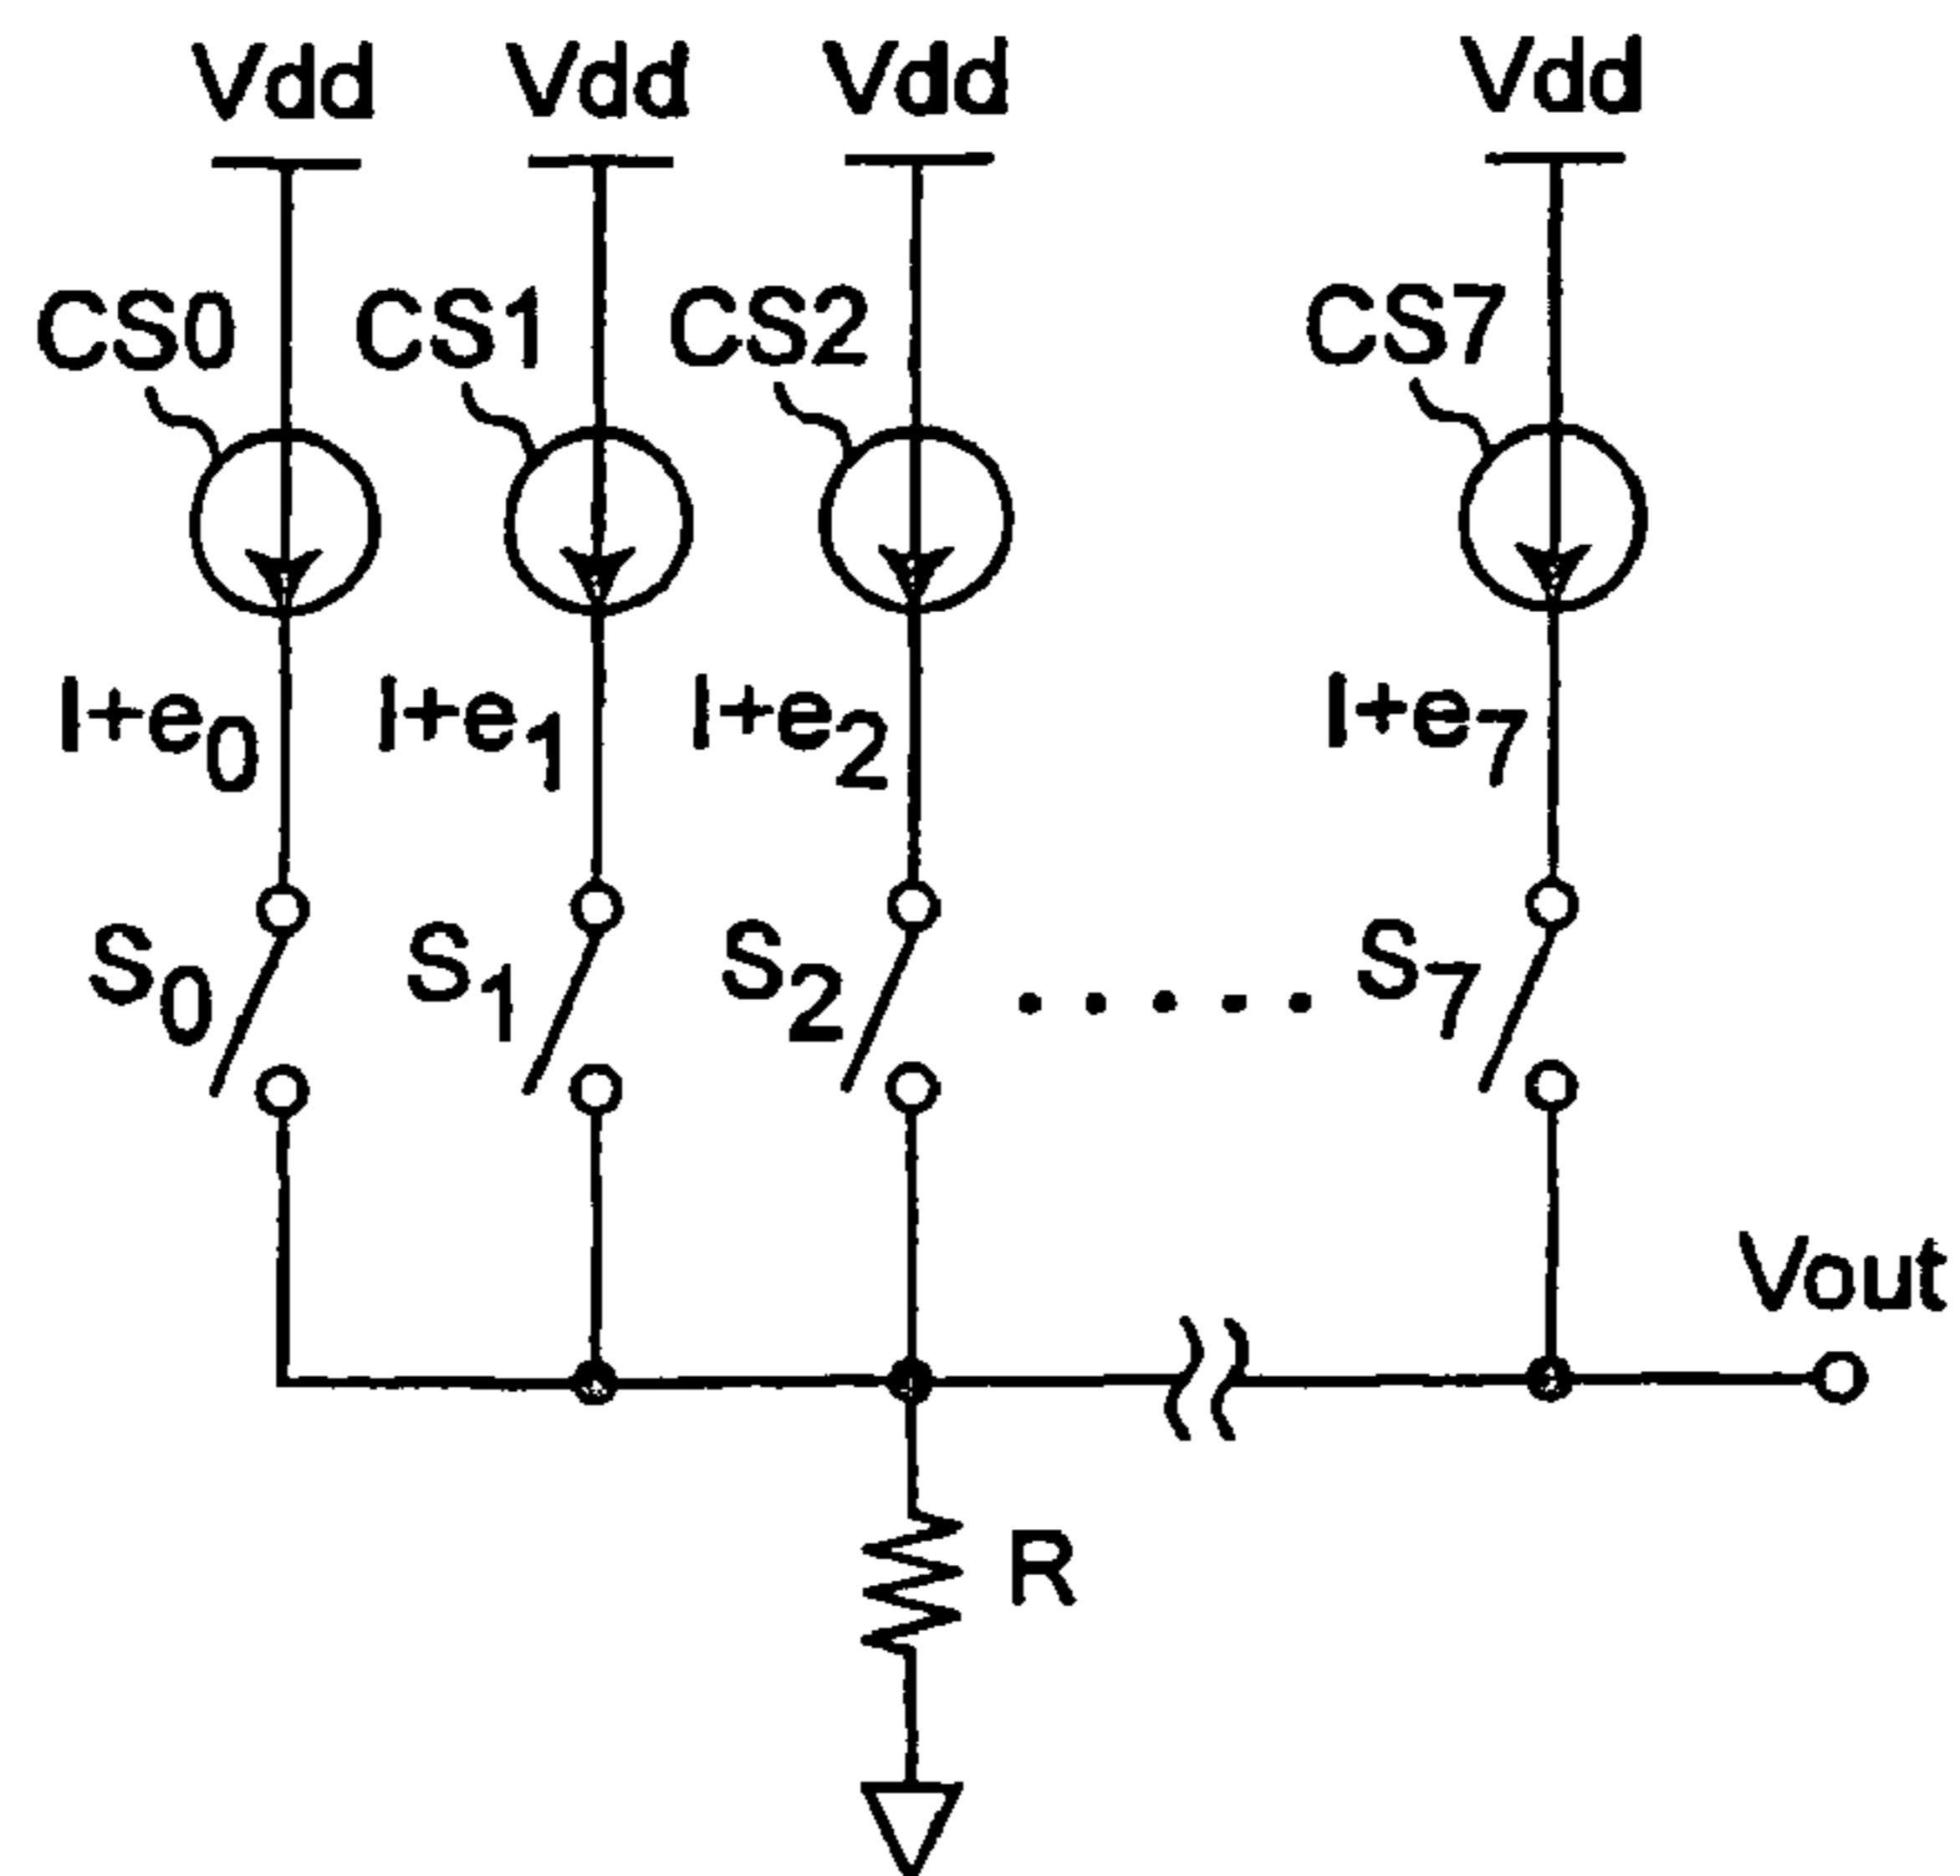 Vdd Vdd Vdd Vdd
CS0 CS1 CS2 CS7
I+e0 I+e1 I+e2 I+e7
S0 S1 S2 ..... S7
Vout
R